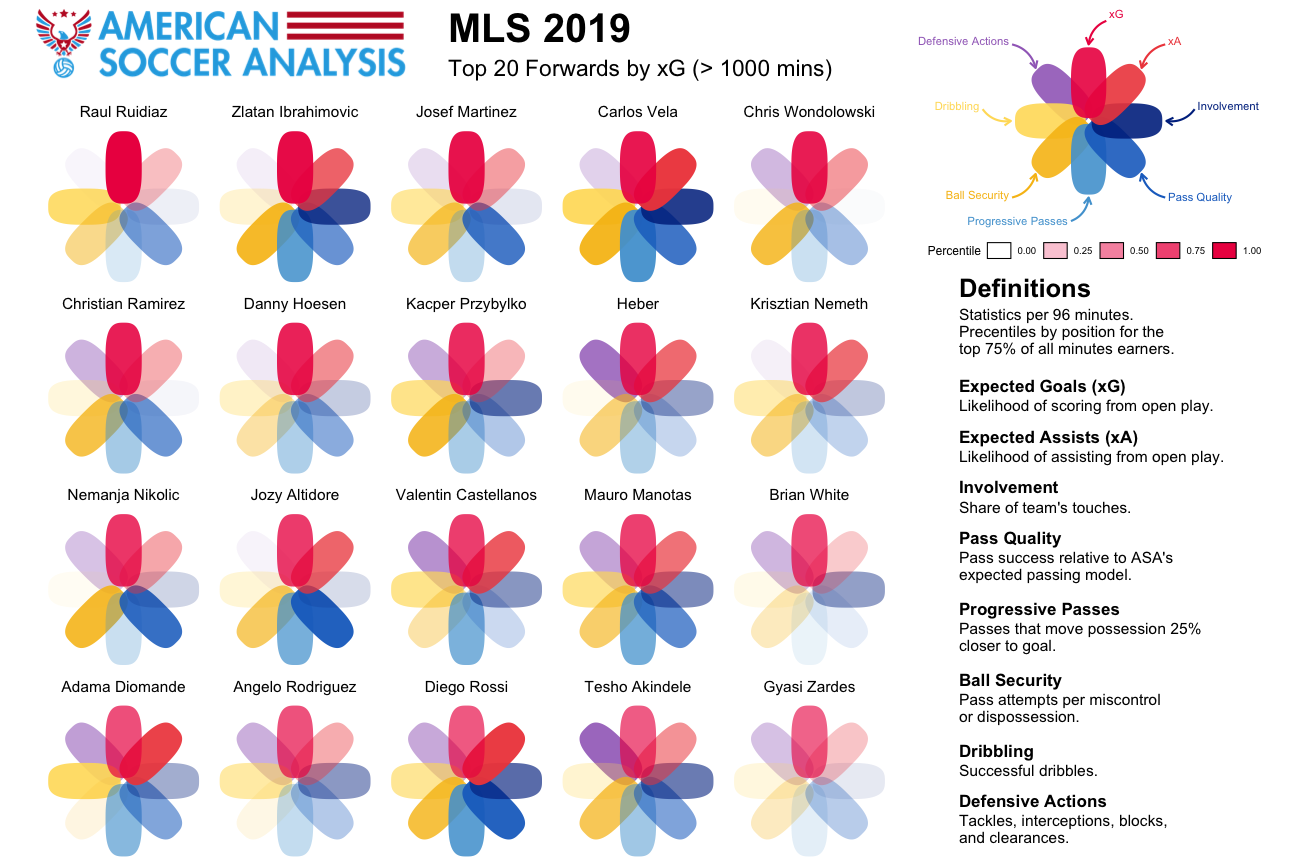 AMERICAN
SOCCER ANALYSIS
MLS 2019
Top 20 Forwards by xG (> 1000 mins)
xG
Defensive Actions
xA
Dribbling
Involvement
Ball Security
Pass Quality
Progressive Passes
Percentile 0.00 0.25 0.50 0.75 1.00
Raul Ruidiaz
Zlatan Ibrahimovic
Josef Martinez
Carlos Vela
Chris Wondolowski
Christian Ramirez
Danny Hoesen
Kacper Przybylko
Heber
Krisztian Nemeth
Nemanja Nikolic
Jozy Altidore
Valentin Castellanos
Mauro Manotas
Brian White
Adama Diomande
Angelo Rodriguez
Diego Rossi
Tesho Akindele
Gyasi Zardes
Definitions
Statistics per 96 minutes.
Precentiles by position for the
top 75% of all minutes earners.
Expected Goals (xG)
Likelihood of scoring from open play.
Expected Assists (xA)
Likelihood of assisting from open play.
Involvement
Share of team's touches.
Pass Quality
Pass success relative to ASA's
expected passing model.
Progressive Passes
Passes that move possession 25%
closer to goal.
Ball Security
Pass attempts per miscontrol
or dispossession.
Dribbling
Successful dribbles.
Defensive Actions
Tackles, interceptions, blocks,
and clearances.